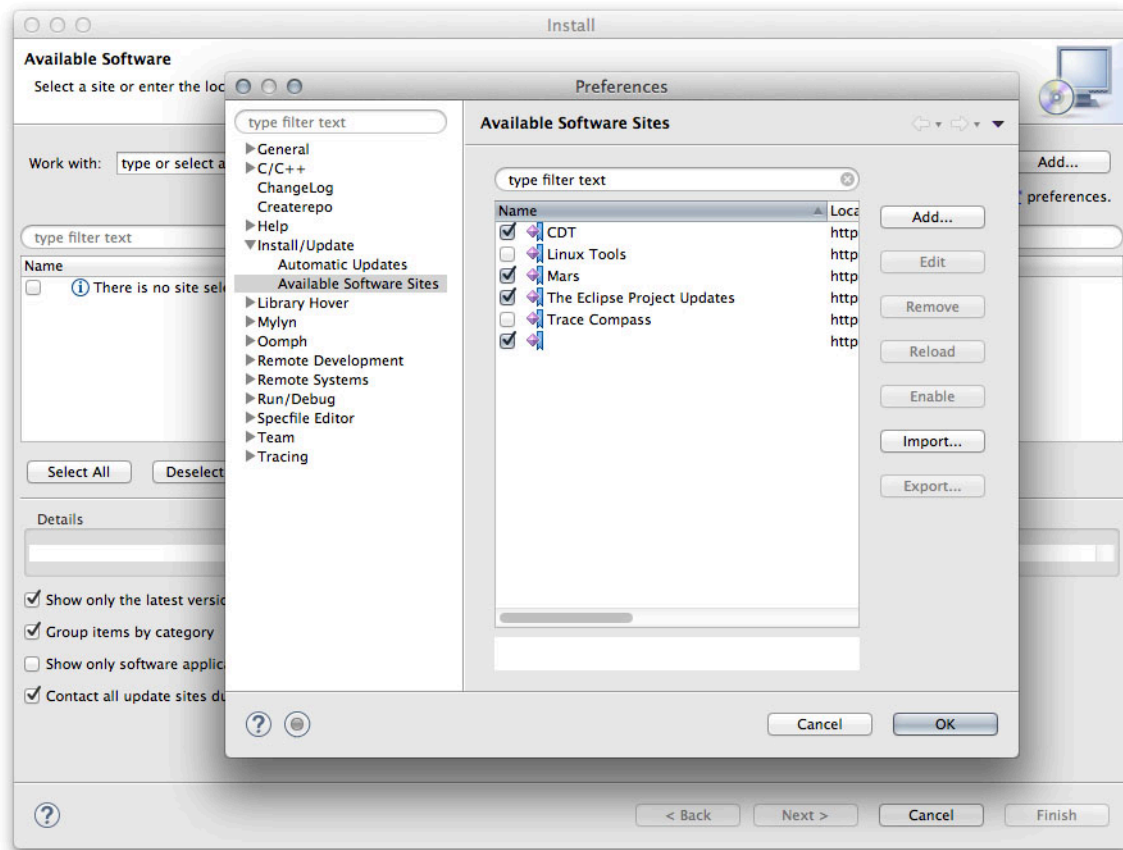 Install
Available Software
Select a site or enter the loc
Work with: type or select a
Add...
preferences.
type filter text
Name
There is no site sele
Select All
Deselect
Details
Show only the latest versio
Group items by category
Show only software applica
Contact all update sites du
< Back
Next >
Cancel
Finish
Preferences
type filter text
General
C/C++
ChangeLog
Createrepo
Help
Install/Update
Automatic Updates
Available Software Sites
Library Hover
Mylyn
Oomph
Remote Development
Remote Systems
Run/Debug
Specfile Editor
Team
Tracing
Available Software Sites
type filter text
Name Loca
CDT http
Linux Tools http
Mars http
The Eclipse Project Updates http
Trace Compass http
http
Add...
Edit
Remove
Reload
Enable
Import...
Export...
Cancel
OK